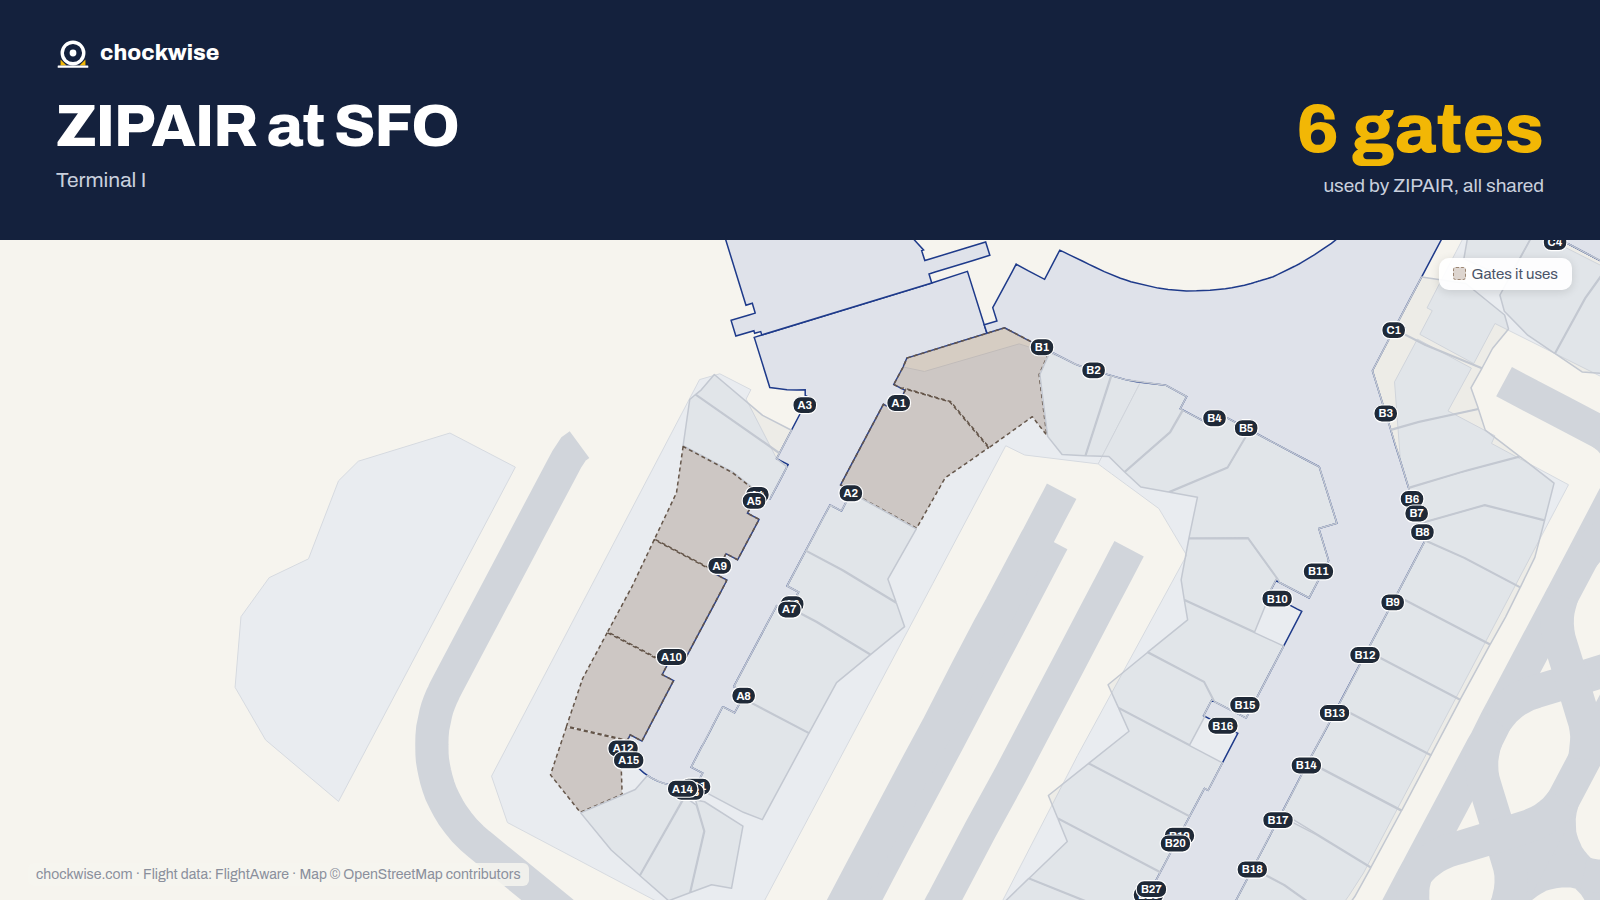 chockwise
ZIPAIR at SFO
Terminal I
6 gates
used by ZIPAIR, all shared
C4
Gates it uses
C1
B1
B2
A3
A1
B3
B4
B5
A5
A2
B6
B7
B8
A9
B11
A7
B10
B9
A10
B12
A8
B15
B13
B16
A12
A15
B14
A14
B17
B20
B18
B27
chockwise.com · Flight data: FlightAware · Map © OpenStreetMap contributors